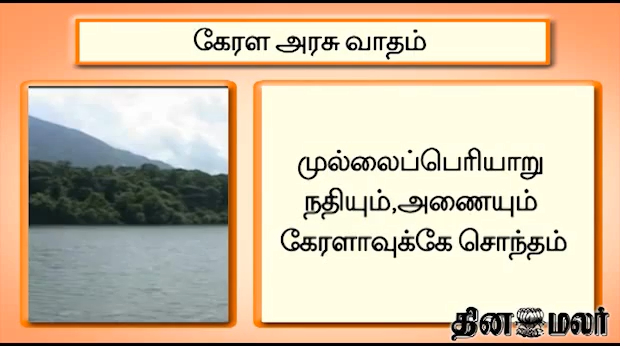 கேரள அரசு வாதம்
முல்லைப்பெரியாறு
நதியும்,அணையும்
கேரளாவுக்கே சொந்தம்
தினமலர்